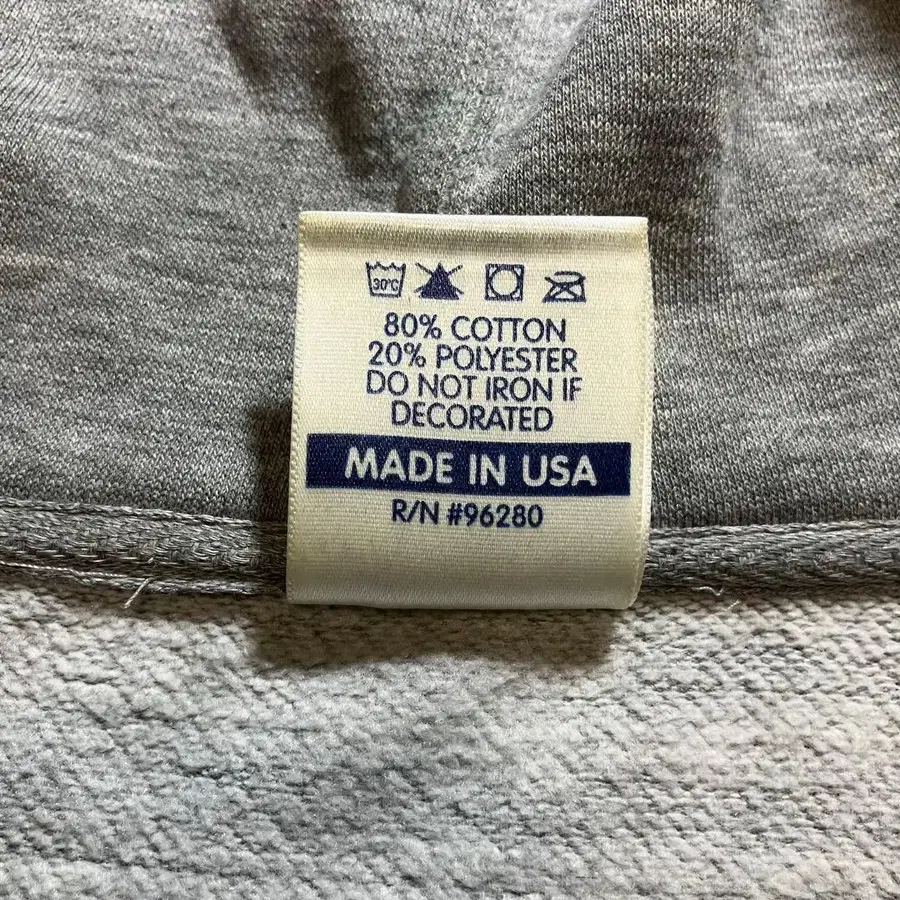 30°C
80% COTTON
20% POLYESTER
DO NOT IRON IF
DECORATED
MADE IN USA
R/N #96280